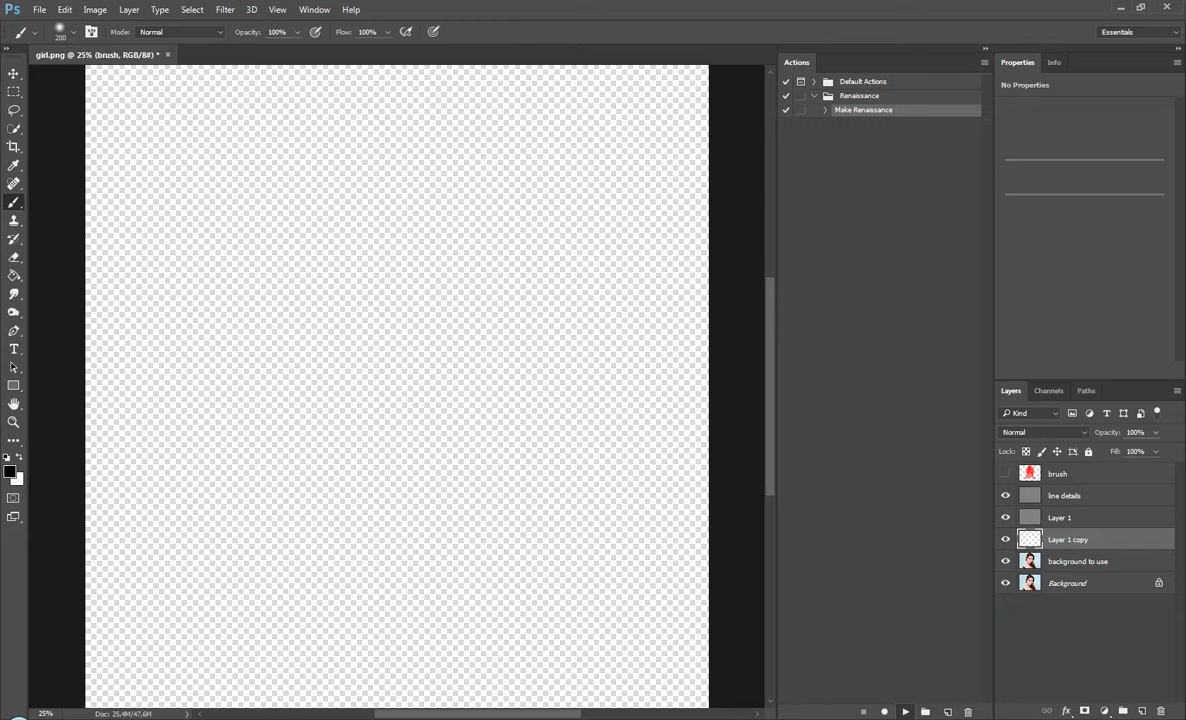 Ps File Edit Image Layer Type Select Filter 3D View Window Help
200 Mode: Normal Opacity: 100% Flow: 100% Essentials
girl.png @ 25% (brush, RGB/8#) * ×
Actions
Default Actions
Renaissance
Make Renaissance
Properties Info
No Properties
Layers Channels Paths
Kind
Normal Opacity: 100%
Lock: Fill: 100%
brush
line details
Layer 1
Layer 1 copy
background to use
Background
25% Doc: 25,4M/47,6M